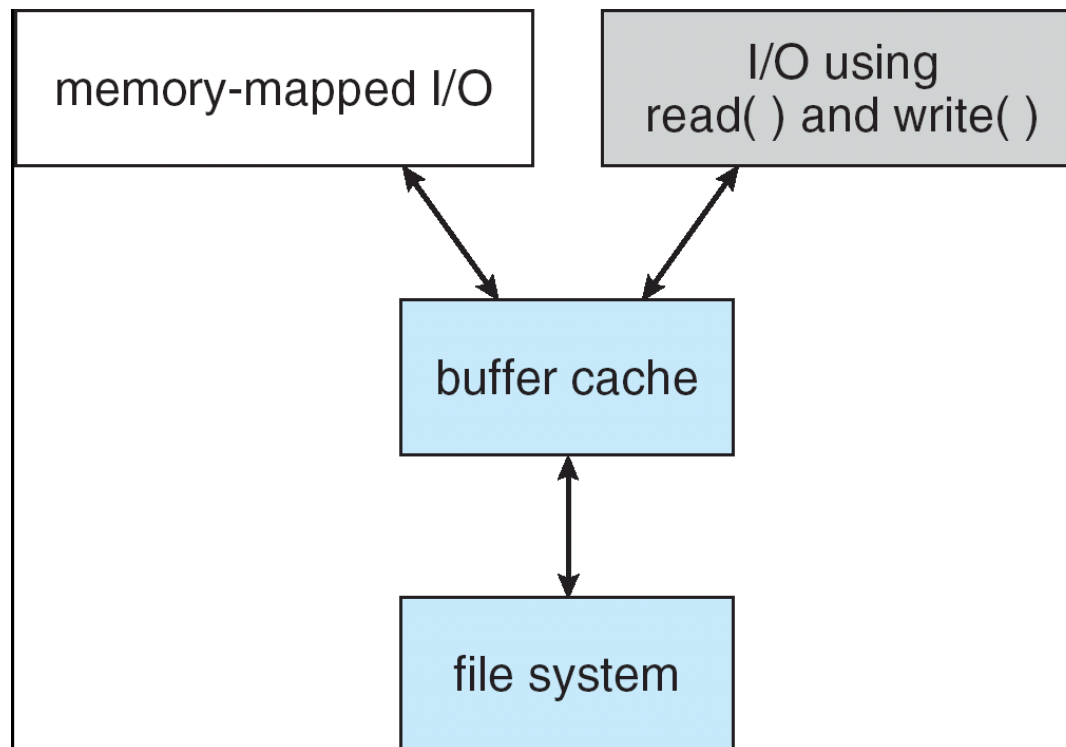 memory-mapped I/O
I/O using
read( ) and write( )
buffer cache
file system